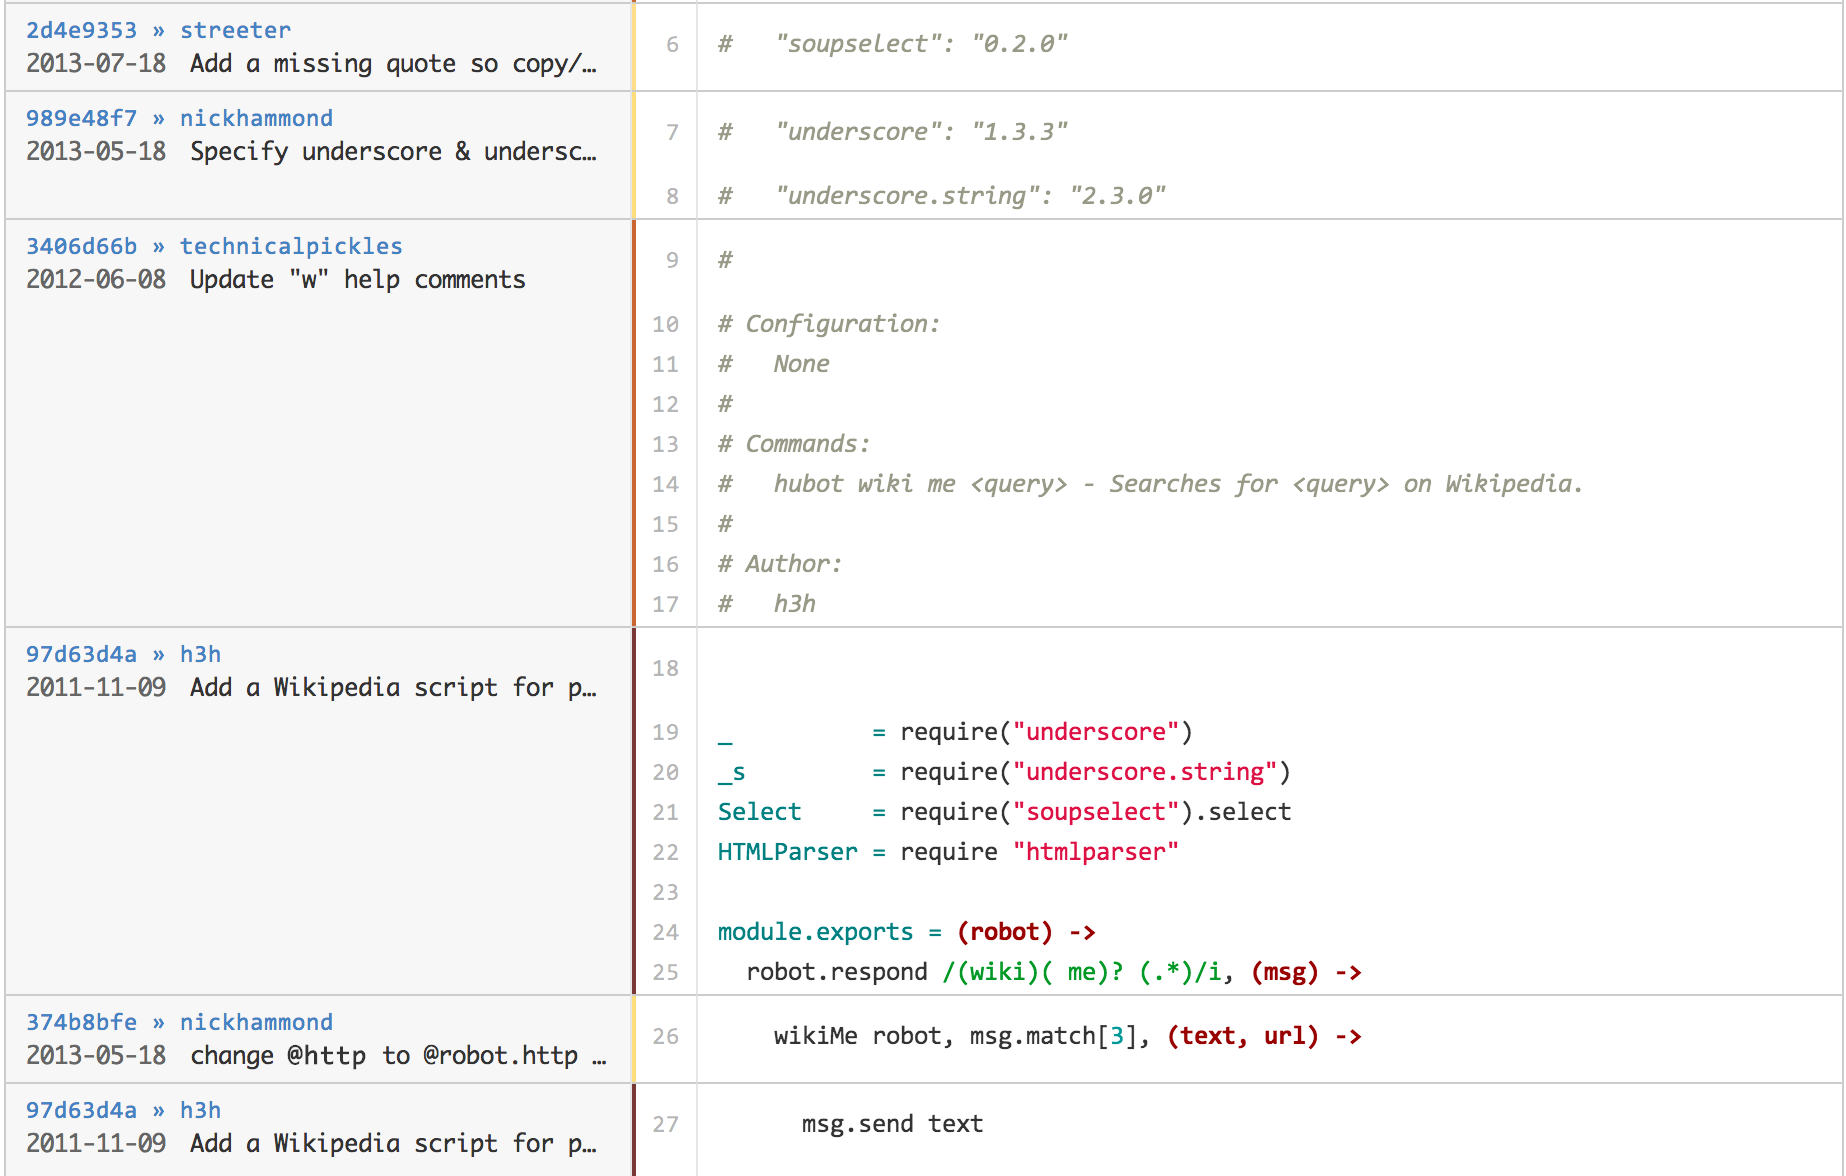 2d4e9353 » streeter
2013-07-18 Add a missing quote so copy/…
6 #   "soupselect": "0.2.0"
989e48f7 » nickhammond
2013-05-18 Specify underscore & undersc…
7 #   "underscore": "1.3.3"
8 #   "underscore.string": "2.3.0"
3406d66b » technicalpickles
2012-06-08 Update "w" help comments
9 #
10 # Configuration:
11 #   None
12 #
13 # Commands:
14 #   hubot wiki me <query> - Searches for <query> on Wikipedia.
15 #
16 # Author:
17 #   h3h
97d63d4a » h3h
2011-11-09 Add a Wikipedia script for p…
18
19 _          = require("underscore")
20 _s         = require("underscore.string")
21 Select     = require("soupselect").select
22 HTMLParser = require "htmlparser"
23
24 module.exports = (robot) ->
25   robot.respond /(wiki)( me)? (.*)/i, (msg) ->
374b8bfe » nickhammond
2013-05-18 change @http to @robot.http …
26     wikiMe robot, msg.match[3], (text, url) ->
97d63d4a » h3h
2011-11-09 Add a Wikipedia script for p…
27       msg.send text